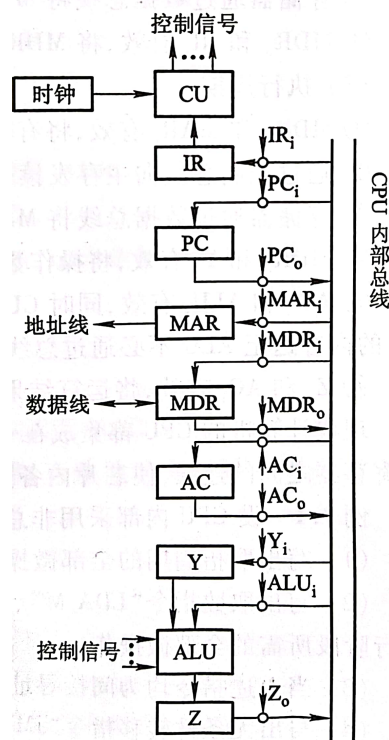 控制信号
时钟
CU
IR
IRi
PCi
PC
PCo
MARi
地址线
MAR
MDRi
数据线
MDR
MDRo
AC
ACi
ACo
Yi
Y
ALUi
控制信号
ALU
Zo
Z
CPU 内部总线